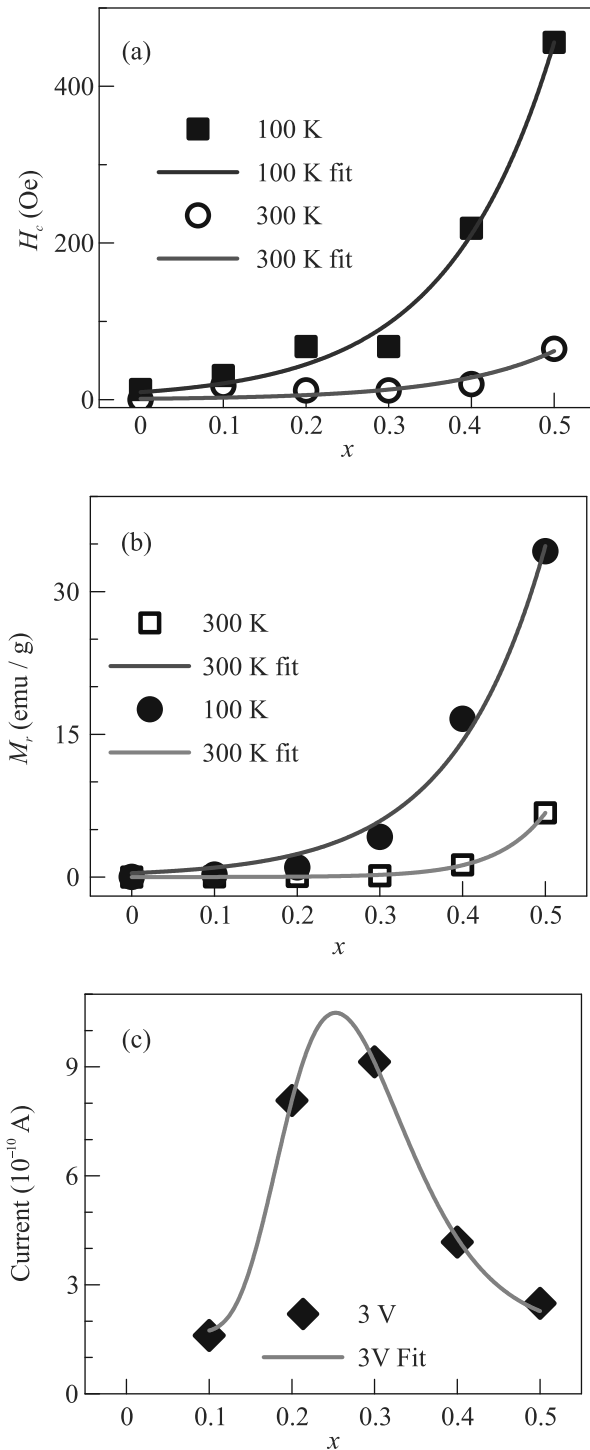 (a)
400
200
0
H_c (Oe)
100 K
100 K fit
300 K
300 K fit
0 0.1 0.2 0.3 0.4 0.5
x
(b)
30
15
0
M_r (emu / g)
300 K
300 K fit
100 K
300 K fit
0 0.1 0.2 0.3 0.4 0.5
x
(c)
9
6
3
0
Current (10⁻¹⁰ A)
3 V
3V Fit
0 0.1 0.2 0.3 0.4 0.5
x